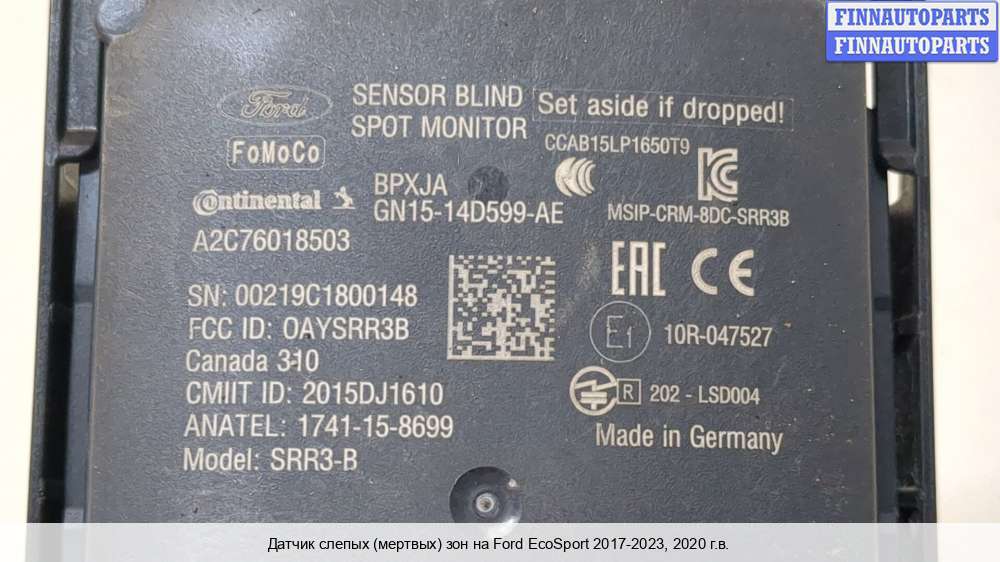 FINNAUTOPARTS
FINNAUTOPARTS
Ford
SENSOR BLIND
SPOT MONITOR
Set aside if dropped!
FoMoCo
CCAB15LP1650T9
CCC
KC
Continental
BPXJA
GN15-14D599-AE
MSIP-CRM-8DC-SRR3B
A2C76018503
EAC CE
SN: 00219C1800148
FCC ID: OAYSRR3B
E1 10R-047527
Canada 310
CMIIT ID: 2015DJ1610
R 202 - LSD004
ANATEL: 1741-15-8699
Made in Germany
Model: SRR3-B
Датчик слепых (мертвых) зон на Ford EcoSport 2017-2023, 2020 г.в.